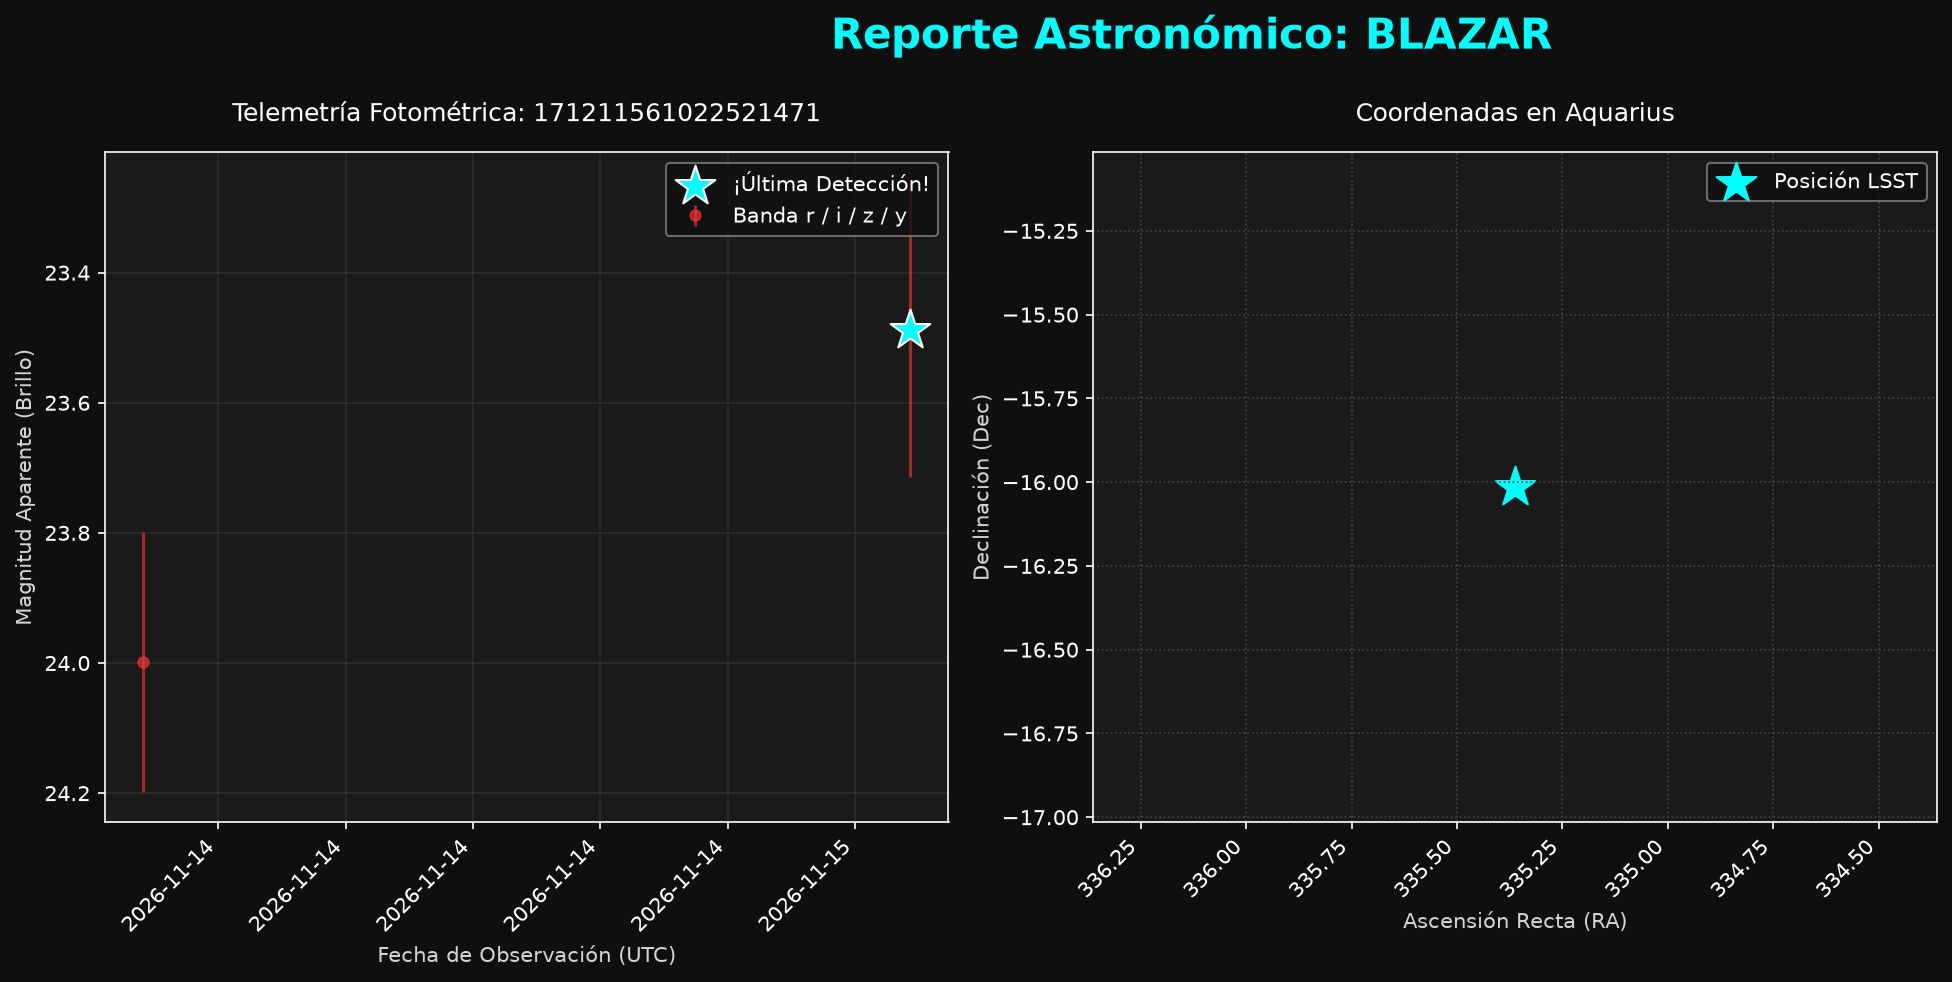 Reporte Astronómico: BLAZAR
Telemetría Fotométrica: 171211561022521471
¡Última Detección!
Banda r / i / z / y
Magnitud Aparente (Brillo)
23.4
23.6
23.8
24.0
24.2
2026-11-14
2026-11-14
2026-11-14
2026-11-14
2026-11-14
2026-11-15
Fecha de Observación (UTC)
Coordenadas en Aquarius
Posición LSST
Declinación (Dec)
−15.25
−15.50
−15.75
−16.00
−16.25
−16.50
−16.75
−17.00
336.25
336.00
335.75
335.50
335.25
335.00
334.75
334.50
Ascensión Recta (RA)